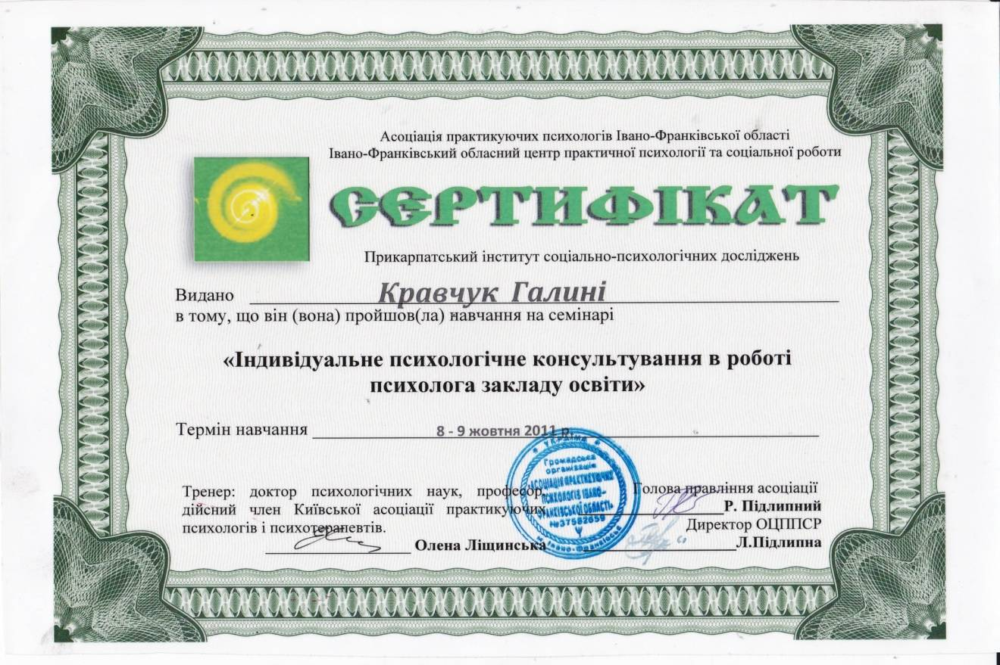 Асоціація практикуючих психологів Івано-Франківської області
Івано-Франківський обласний центр практичної психології та соціальної роботи
СЕРТИФІКАТ
Прикарпатський інститут соціально-психологічних досліджень
Видано Кравчук Галині
в тому, що він (вона) пройшов(ла) навчання на семінарі
«Індивідуальне психологічне консультування в роботі
психолога закладу освіти»
Термін навчання 8 - 9 жовтня 2011 р.
Тренер: доктор психологічних наук, професор,
дійсний член Київської асоціації практикуючих
психологів і психотерапевтів.
Олена Ліщинська
УКРАЇНА
Громадська
організація
АСОЦІАЦІЯ ПРАКТИКУЮЧИХ
ПСИХОЛОГІВ ІВАНО-
ФРАНКІВСЬКОЇ ОБЛАСТЬ
№37582659
м.Івано-Франківськ
Голова правління асоціації
Р. Підлипний
Директор ОЦППСР
Л.Підлипна